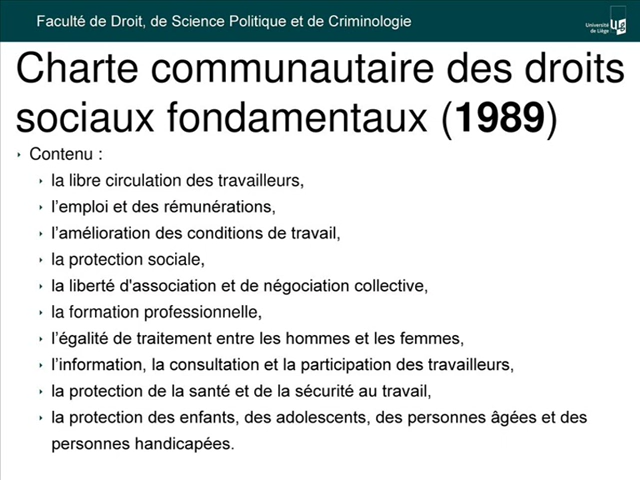 Faculté de Droit, de Science Politique et de Criminologie
Université
de Liège
Charte communautaire des droits
sociaux fondamentaux (1989)
Contenu :
la libre circulation des travailleurs,
l'emploi et des rémunérations,
l'amélioration des conditions de travail,
la protection sociale,
la liberté d'association et de négociation collective,
la formation professionnelle,
l'égalité de traitement entre les hommes et les femmes,
l'information, la consultation et la participation des travailleurs,
la protection de la santé et de la sécurité au travail,
la protection des enfants, des adolescents, des personnes âgées et des
personnes handicapées.